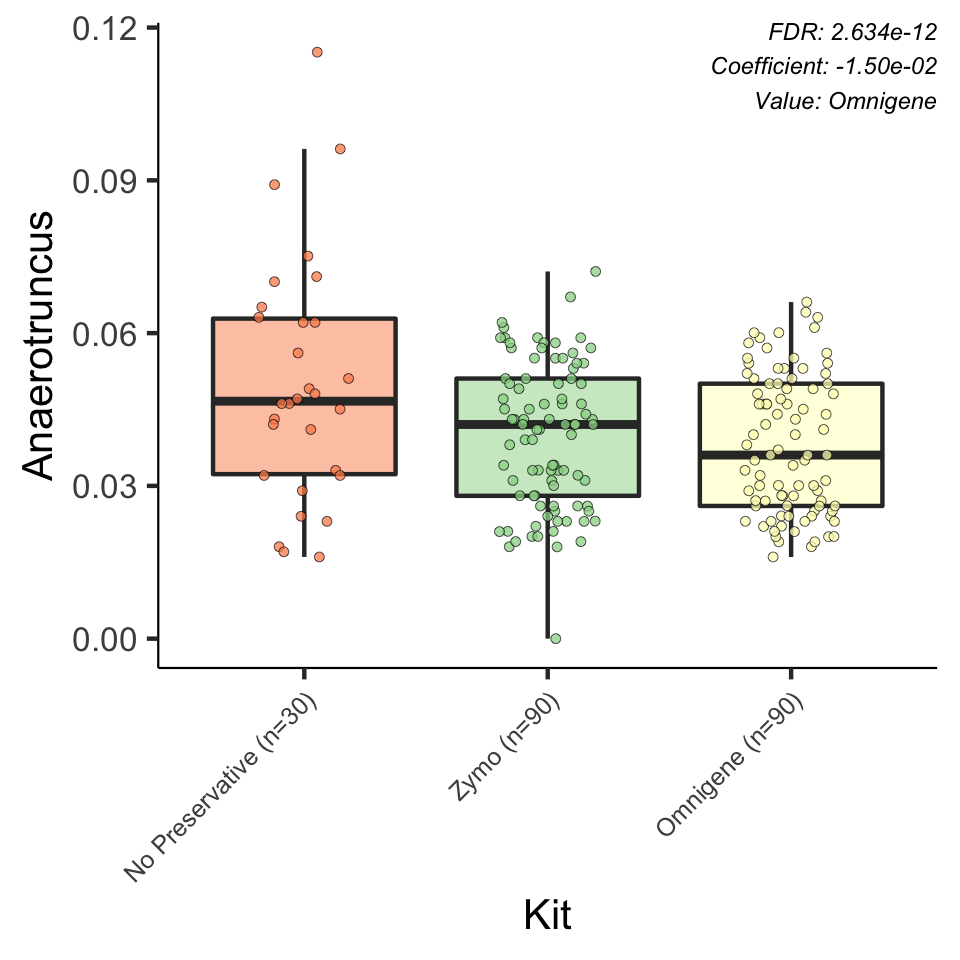 FDR: 2.634e-12
Coefficient: -1.50e-02
Value: Omnigene
0.12
0.09
0.06
0.03
0.00
Anaerotruncus
No Preservative (n=30)
Zymo (n=90)
Omnigene (n=90)
Kit